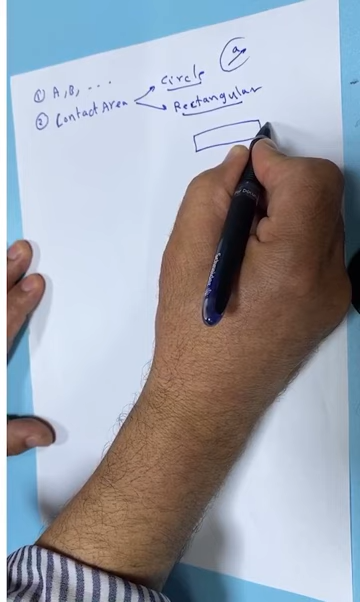 ① A, B, ...
② Contact Area
Circle
a
Rectangular